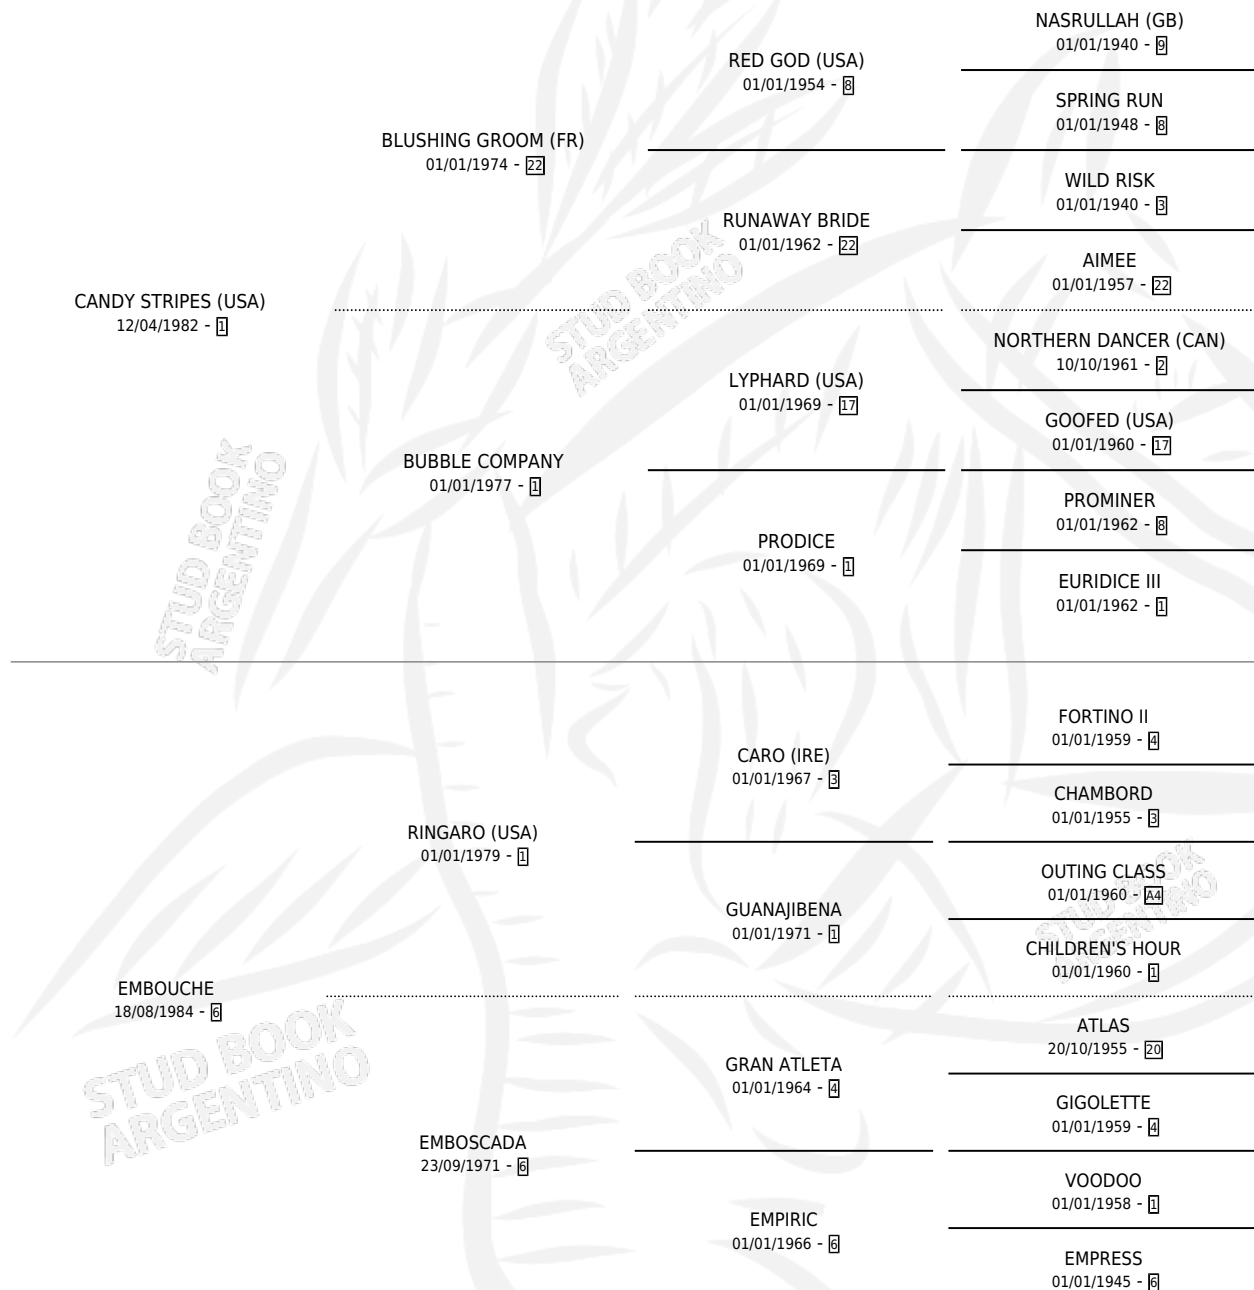 NASRULLAH (GB)
01/01/1940 - 9
RED GOD (USA)
01/01/1954 - 8
SPRING RUN
01/01/1948 - 8
BLUSHING GROOM (FR)
01/01/1974 - 22
WILD RISK
01/01/1940 - 3
RUNAWAY BRIDE
01/01/1962 - 22
AIMEE
01/01/1957 - 22
CANDY STRIPES (USA)
12/04/1982 - 1
NORTHERN DANCER (CAN)
10/10/1961 - 2
LYPHARD (USA)
01/01/1969 - 17
GOOFED (USA)
01/01/1960 - 17
BUBBLE COMPANY
01/01/1977 - 1
PROMINER
01/01/1962 - 8
PRODICE
01/01/1969 - 1
EURIDICE III
01/01/1962 - 1
FORTINO II
01/01/1959 - 4
CARO (IRE)
01/01/1967 - 3
CHAMBORD
01/01/1955 - 3
RINGARO (USA)
01/01/1979 - 1
OUTING CLASS
01/01/1960 - A4
GUANAJIBENA
01/01/1971 - 1
CHILDREN'S HOUR
01/01/1960 - 1
EMBOUCHE
18/08/1984 - 6
ATLAS
20/10/1955 - 20
GRAN ATLETA
01/01/1964 - 4
GIGOLETTE
01/01/1959 - 4
EMBOSCADA
23/09/1971 - 6
VOODOO
01/01/1958 - 1
EMPIRIC
01/01/1966 - 6
EMPRESS
01/01/1945 - 6
STUD BOOK
ARGENTINO
STUD BOOK
ARGENTINO
STUD BOOK
ARGENTINO
STUD BOOK
ARGENTINO